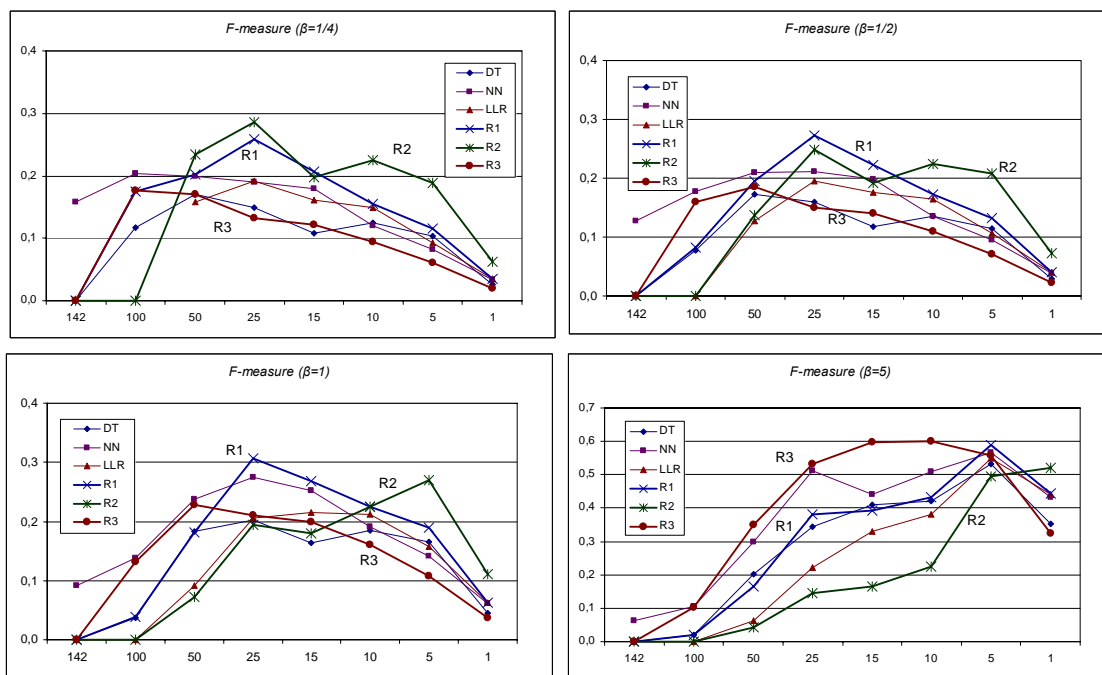 F-measure (β=1/4)
0,4
0,3
0,2
0,1
0,0
142 100 50 25 15 10 5 1
DT
NN
LLR
R1
R2
R3
R1
R2
R3
F-measure (β=1/2)
0,4
0,3
0,2
0,1
0,0
142 100 50 25 15 10 5 1
DT
NN
LLR
R1
R2
R3
R1
R2
R3
F-measure (β=1)
0,4
0,3
0,2
0,1
0,0
142 100 50 25 15 10 5 1
DT
NN
LLR
R1
R2
R3
R1
R2
R3
F-measure (β=5)
0,7
0,6
0,5
0,4
0,3
0,2
0,1
0,0
142 100 50 25 15 10 5 1
DT
NN
LLR
R1
R2
R3
R3
R1
R2